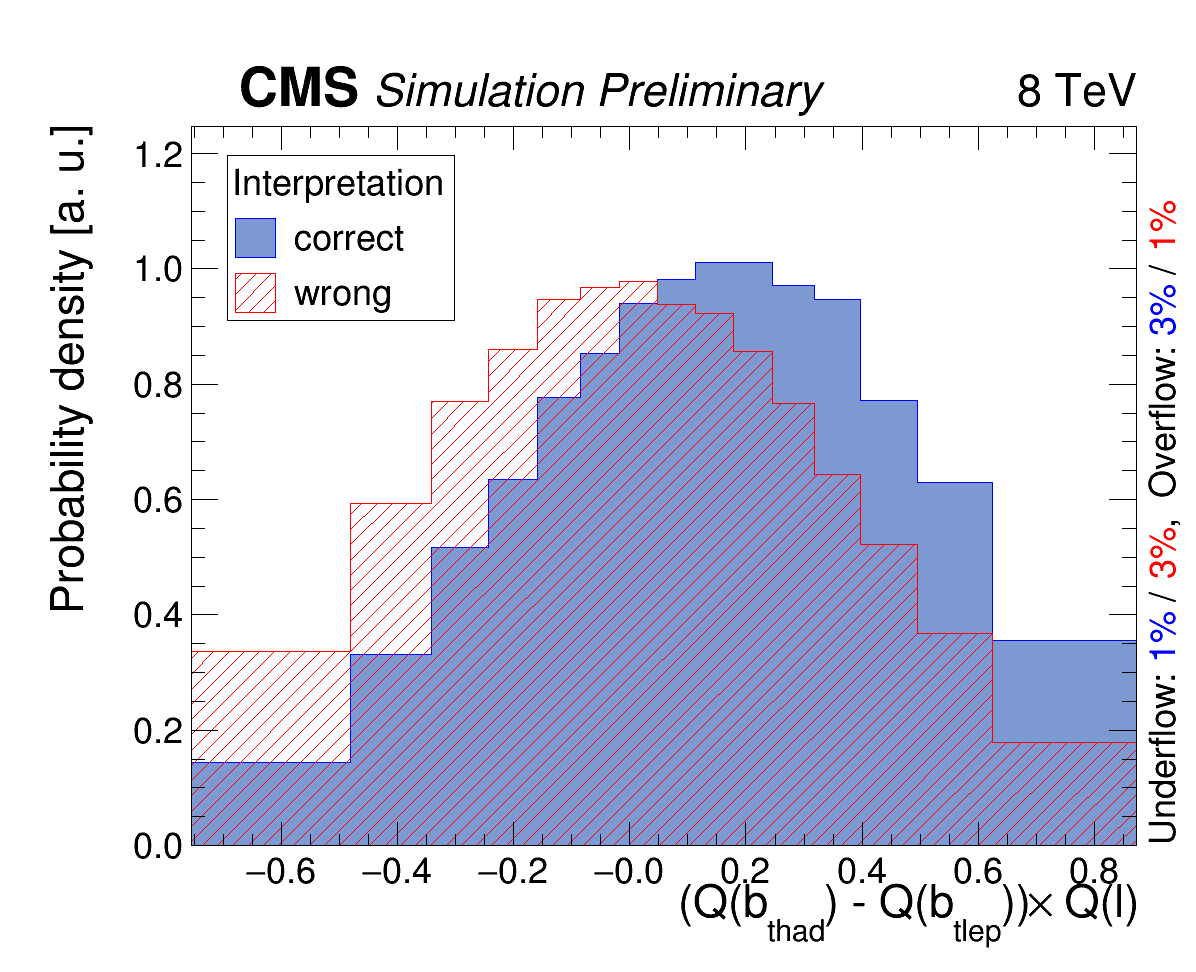 CMS Simulation Preliminary 8 TeV
Probability density [a. u.]
1.2
1.0
0.8
0.6
0.4
0.2
0.0
Interpretation
correct
wrong
−0.6 −0.4 −0.2 −0.0 0.2 0.4 0.6 0.8
(Q(b_thad) - Q(b_tlep))× Q(l)
Underflow: 1% / 3%, Overflow: 3% / 1%